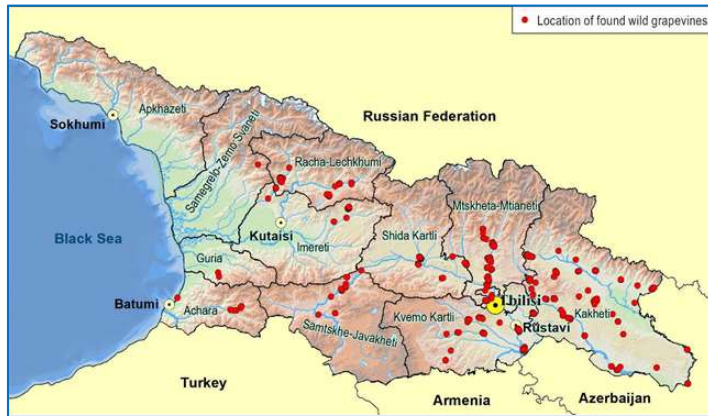 Location of found wild grapevines
Apkhazeti
Sokhumi
Russian Federation
Samegrelo-Zemo Svaneti
Racha-Lechkhumi
Mtskheta-Mtianeti
Black Sea
Kutaisi
Imereti
Shida Kartli
Guria
Tbilisi
Batumi
Achara
Samtskhe-Javakheti
Kvemo Kartli
Rustavi
Kakheti
Turkey
Armenia
Azerbaijan